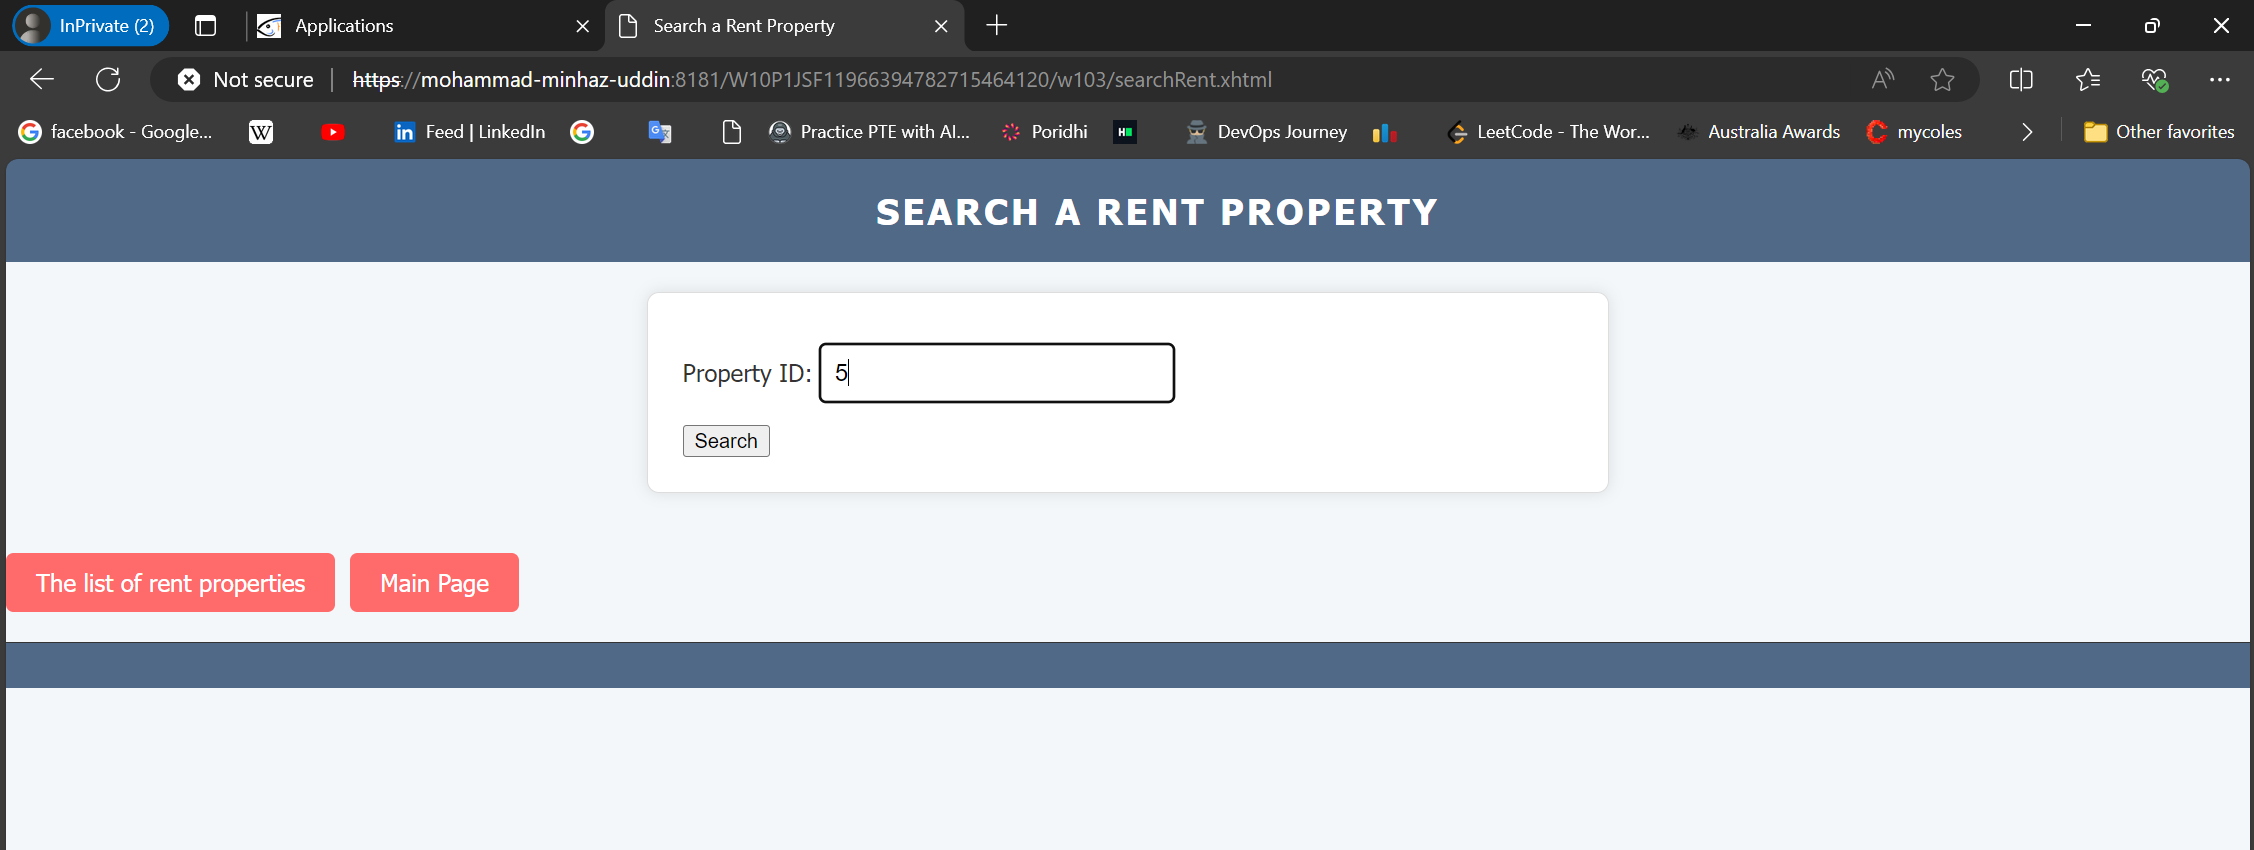 InPrivate (2)
Applications
Search a Rent Property
Not secure
https://mohammad-minhaz-uddin:8181/W10P1JSF11966394782715464120/w103/searchRent.xhtml
facebook - Google...
W
in Feed | LinkedIn
Practice PTE with AI...
Poridhi
DevOps Journey
LeetCode - The Wor...
Australia Awards
mycoles
Other favorites
SEARCH A RENT PROPERTY
Property ID: 5
Search
The list of rent properties
Main Page